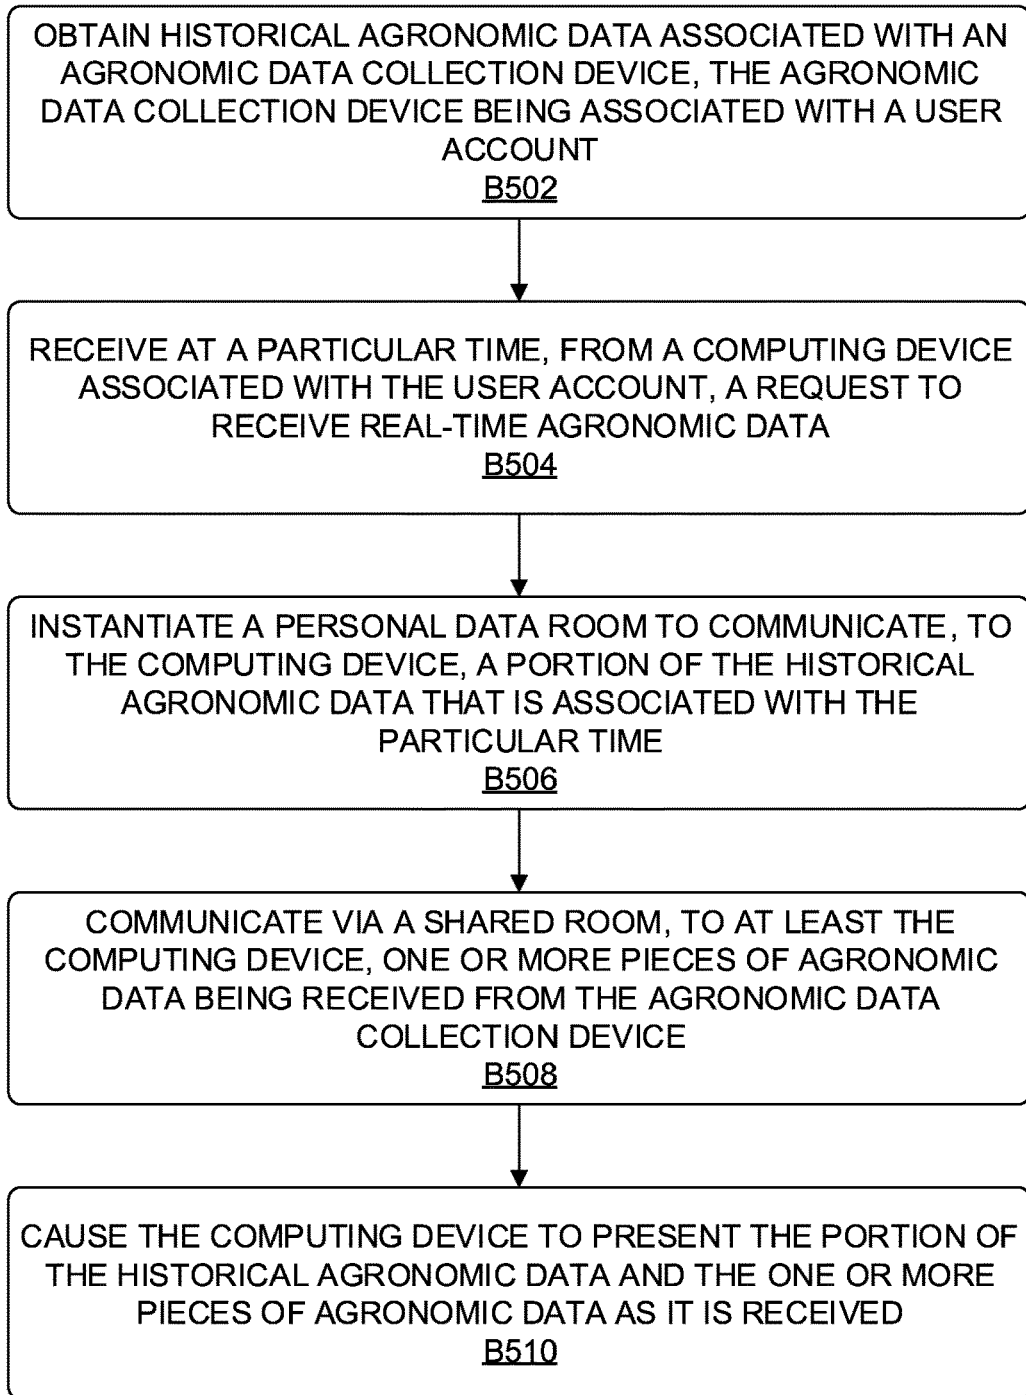 OBTAIN HISTORICAL AGRONOMIC DATA ASSOCIATED WITH AN
AGRONOMIC DATA COLLECTION DEVICE, THE AGRONOMIC
DATA COLLECTION DEVICE BEING ASSOCIATED WITH A USER
ACCOUNT
B502
RECEIVE AT A PARTICULAR TIME, FROM A COMPUTING DEVICE
ASSOCIATED WITH THE USER ACCOUNT, A REQUEST TO
RECEIVE REAL-TIME AGRONOMIC DATA
B504
INSTANTIATE A PERSONAL DATA ROOM TO COMMUNICATE, TO
THE COMPUTING DEVICE, A PORTION OF THE HISTORICAL
AGRONOMIC DATA THAT IS ASSOCIATED WITH THE
PARTICULAR TIME
B506
COMMUNICATE VIA A SHARED ROOM, TO AT LEAST THE
COMPUTING DEVICE, ONE OR MORE PIECES OF AGRONOMIC
DATA BEING RECEIVED FROM THE AGRONOMIC DATA
COLLECTION DEVICE
B508
CAUSE THE COMPUTING DEVICE TO PRESENT THE PORTION OF
THE HISTORICAL AGRONOMIC DATA AND THE ONE OR MORE
PIECES OF AGRONOMIC DATA AS IT IS RECEIVED
B510